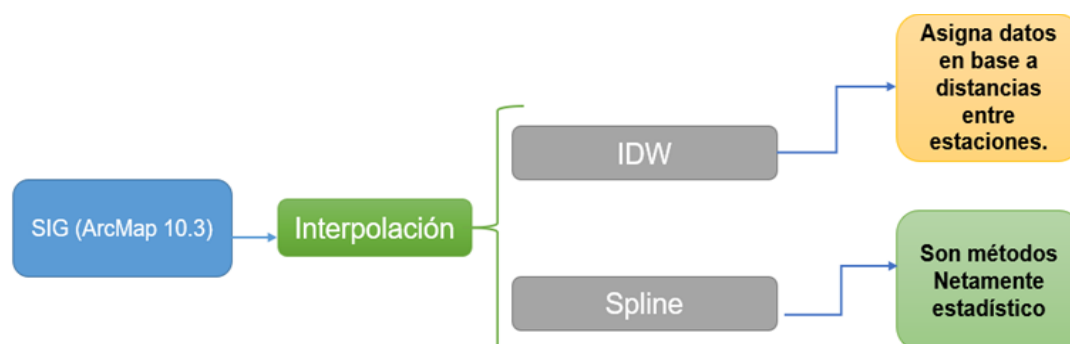 SIG (ArcMap 10.3)
Interpolación
IDW
Asigna datos
en base a
distancias
entre
estaciones.
Spline
Son métodos
Netamente
estadístico